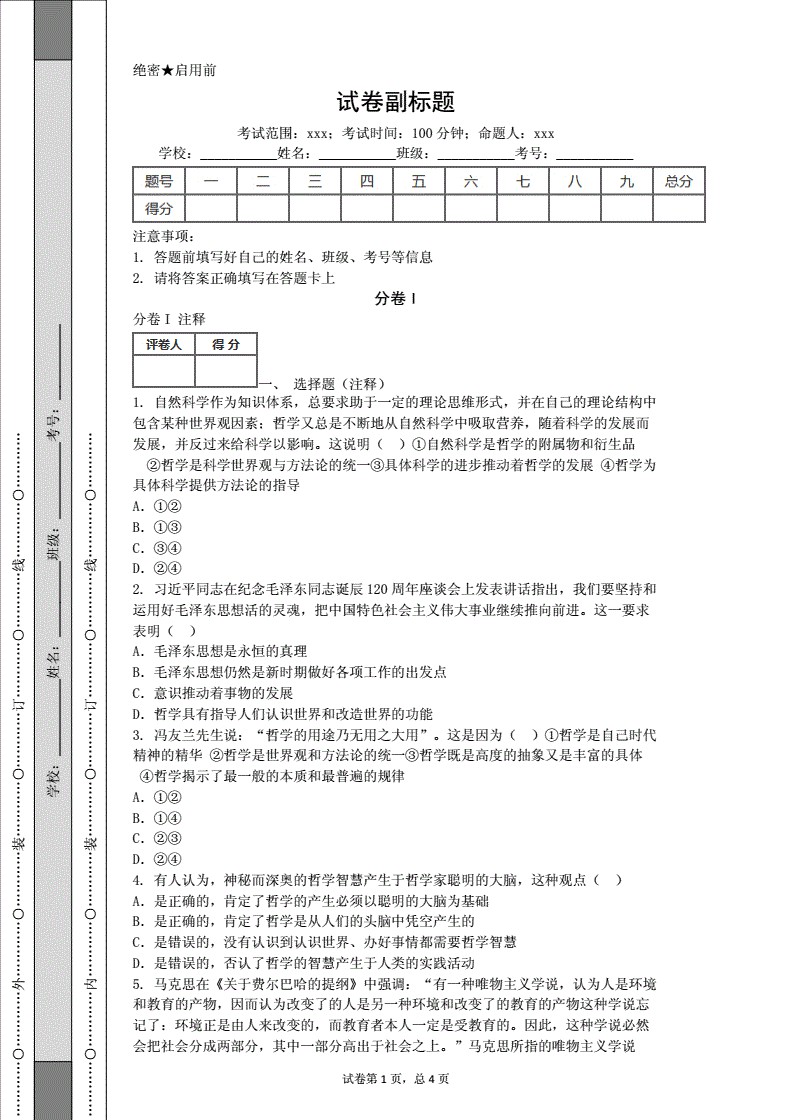 绝密★启用前
试卷副标题
考试范围：xxx；考试时间：100 分钟；命题人：xxx
学校：___________姓名：___________班级：___________考号：___________
题号 一 二 三 四 五 六 七 八 九 总分
得分
注意事项：
1. 答题前填写好自己的姓名、班级、考号等信息
2. 请将答案正确填写在答题卡上
分卷 I
分卷 I 注释
评卷人 得 分
一、 选择题（注释）
1. 自然科学作为知识体系，总要求助于一定的理论思维形式，并在自己的理论结构中
包含某种世界观因素；哲学又总是不断地从自然科学中吸取营养，随着科学的发展而
发展，并反过来给科学以影响。这说明（ ）①自然科学是哲学的附属物和衍生品
②哲学是科学世界观与方法论的统一③具体科学的进步推动着哲学的发展 ④哲学为
具体科学提供方法论的指导
A. ①②
B. ①③
C. ③④
D. ②④
2. 习近平同志在纪念毛泽东同志诞辰 120 周年座谈会上发表讲话指出，我们要坚持和
运用好毛泽东思想活的灵魂，把中国特色社会主义伟大事业继续推向前进。这一要求
表明（ ）
A. 毛泽东思想是永恒的真理
B. 毛泽东思想仍然是新时期做好各项工作的出发点
C. 意识推动着事物的发展
D. 哲学具有指导人们认识世界和改造世界的功能
3. 冯友兰先生说：“哲学的用途乃无用之大用”。这是因为（ ）①哲学是自己时代
精神的精华 ②哲学是世界观和方法论的统一③哲学既是高度的抽象又是丰富的具体
④哲学揭示了最一般的本质和最普遍的规律
A. ①②
B. ①④
C. ②③
D. ②④
4. 有人认为，神秘而深奥的哲学智慧产生于哲学家聪明的大脑，这种观点（ ）
A. 是正确的，肯定了哲学的产生必须以聪明的大脑为基础
B. 是正确的，肯定了哲学是从人们的头脑中凭空产生的
C. 是错误的，没有认识到认识世界、办好事情都需要哲学智慧
D. 是错误的，否认了哲学的智慧产生于人类的实践活动
5. 马克思在《关于费尔巴哈的提纲》中强调：“有一种唯物主义学说，认为人是环境
和教育的产物，因而认为改变了的人是另一种环境和改变了的教育的产物这种学说忘
记了：环境正是由人来改变的，而教育者本人一定是受教育的。因此，这种学说必然
会把社会分成两部分，其中一部分高出于社会之上。”马克思所指的唯物主义学说
试卷第 1 页，总 4 页
…………○…………外…………○…………装…………○…………订…………○…………线…………○…………
学校：___________姓名：___________班级：___________考号：___________
…………○…………内…………○…………装…………○…………订…………○…………线…………○…………